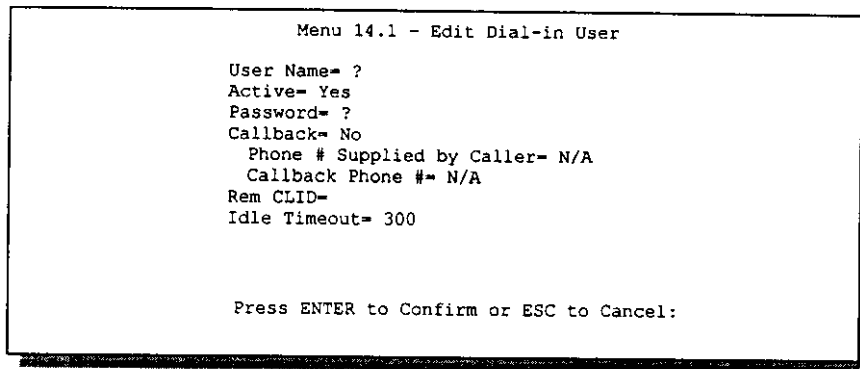 Menu 14.1 - Edit Dial-in User
User Name= ?
Active= Yes
Password= ?
Callback= No
Phone # Supplied by Caller= N/A
Callback Phone #= N/A
Rem CLID=
Idle Timeout= 300
Press ENTER to Confirm or ESC to Cancel: